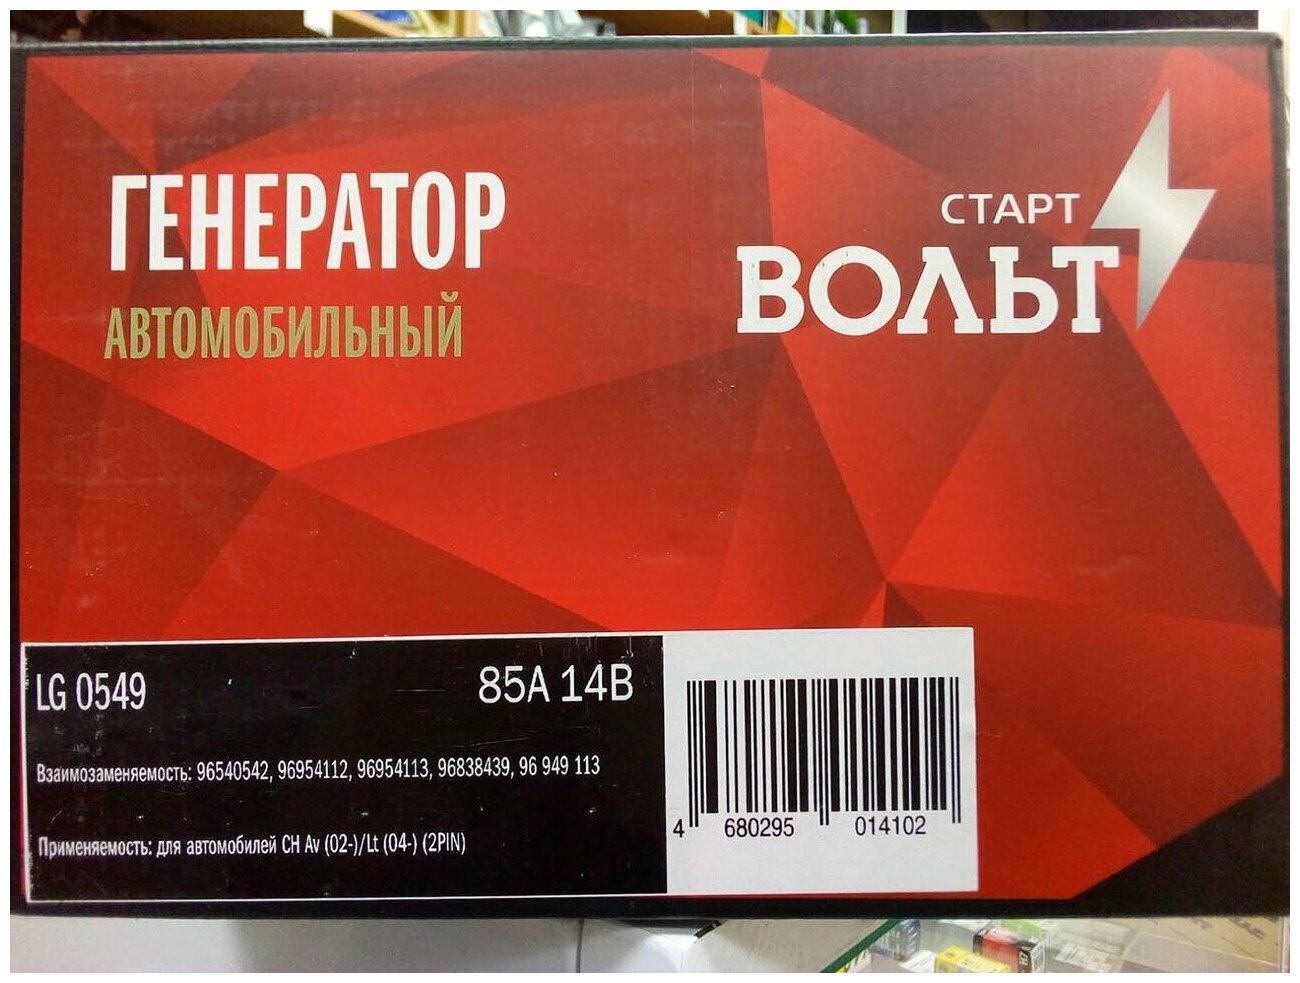 ГЕНЕРАТОР
АВТОМОБИЛЬНЫЙ
СТАРТ
ВОЛЬТ
LG 0549
85А 14В
Взаимозаменяемость: 96540542, 96954112, 96954113, 96838439, 96 949 113
Применяемость: для автомобилей CH Av (02-)/Lt (04-) (2PIN)
4 680295 014102